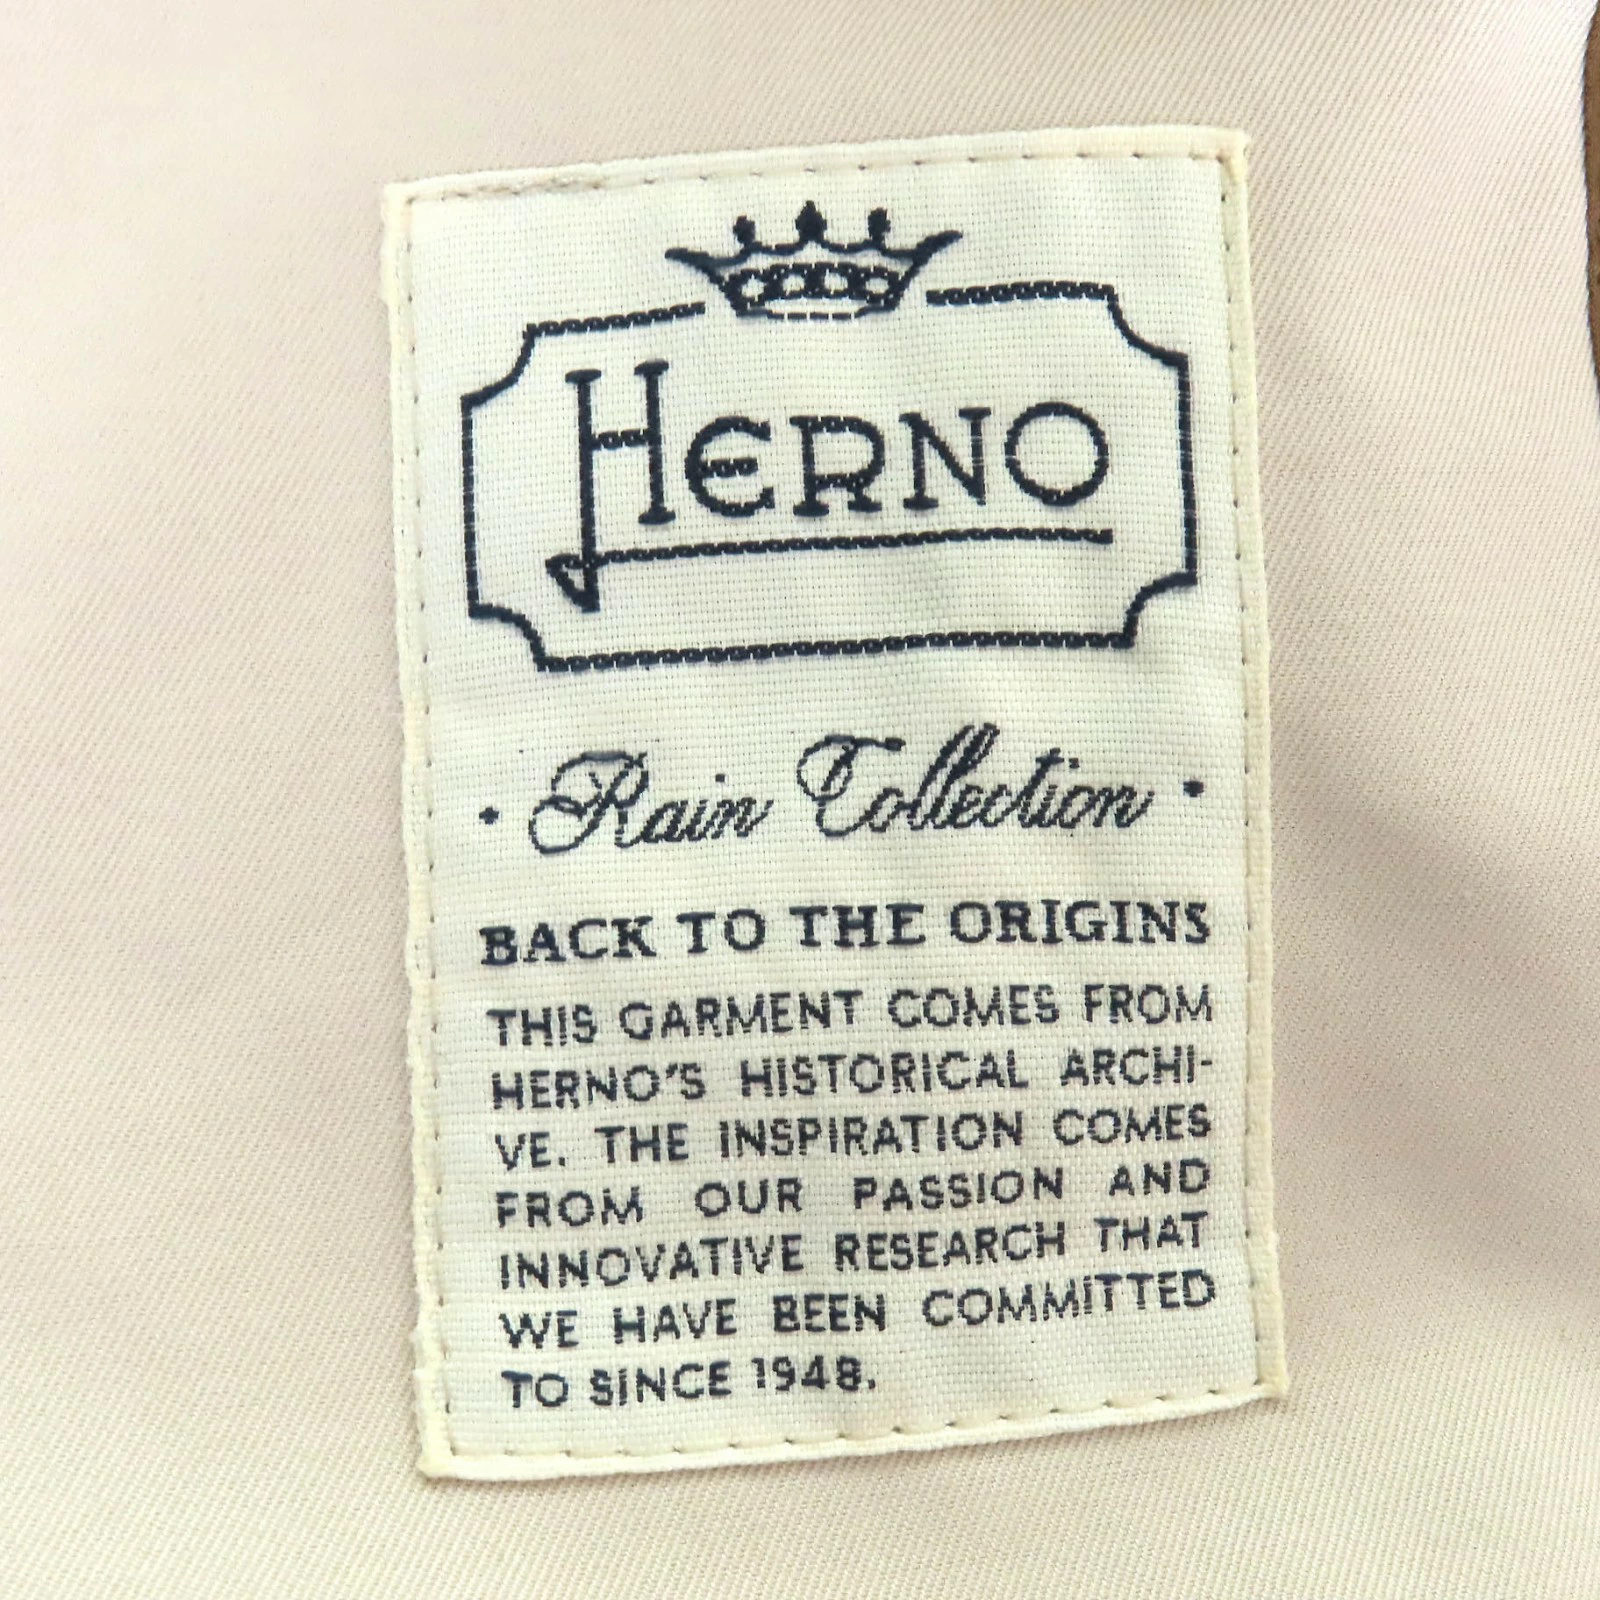 HERNO
· Rain Collection ·
BACK TO THE ORIGINS
THIS GARMENT COMES FROM
HERNO'S HISTORICAL ARCHI-
VE. THE INSPIRATION COMES
FROM OUR PASSION AND
INNOVATIVE RESEARCH THAT
WE HAVE BEEN COMMITTED
TO SINCE 1948.